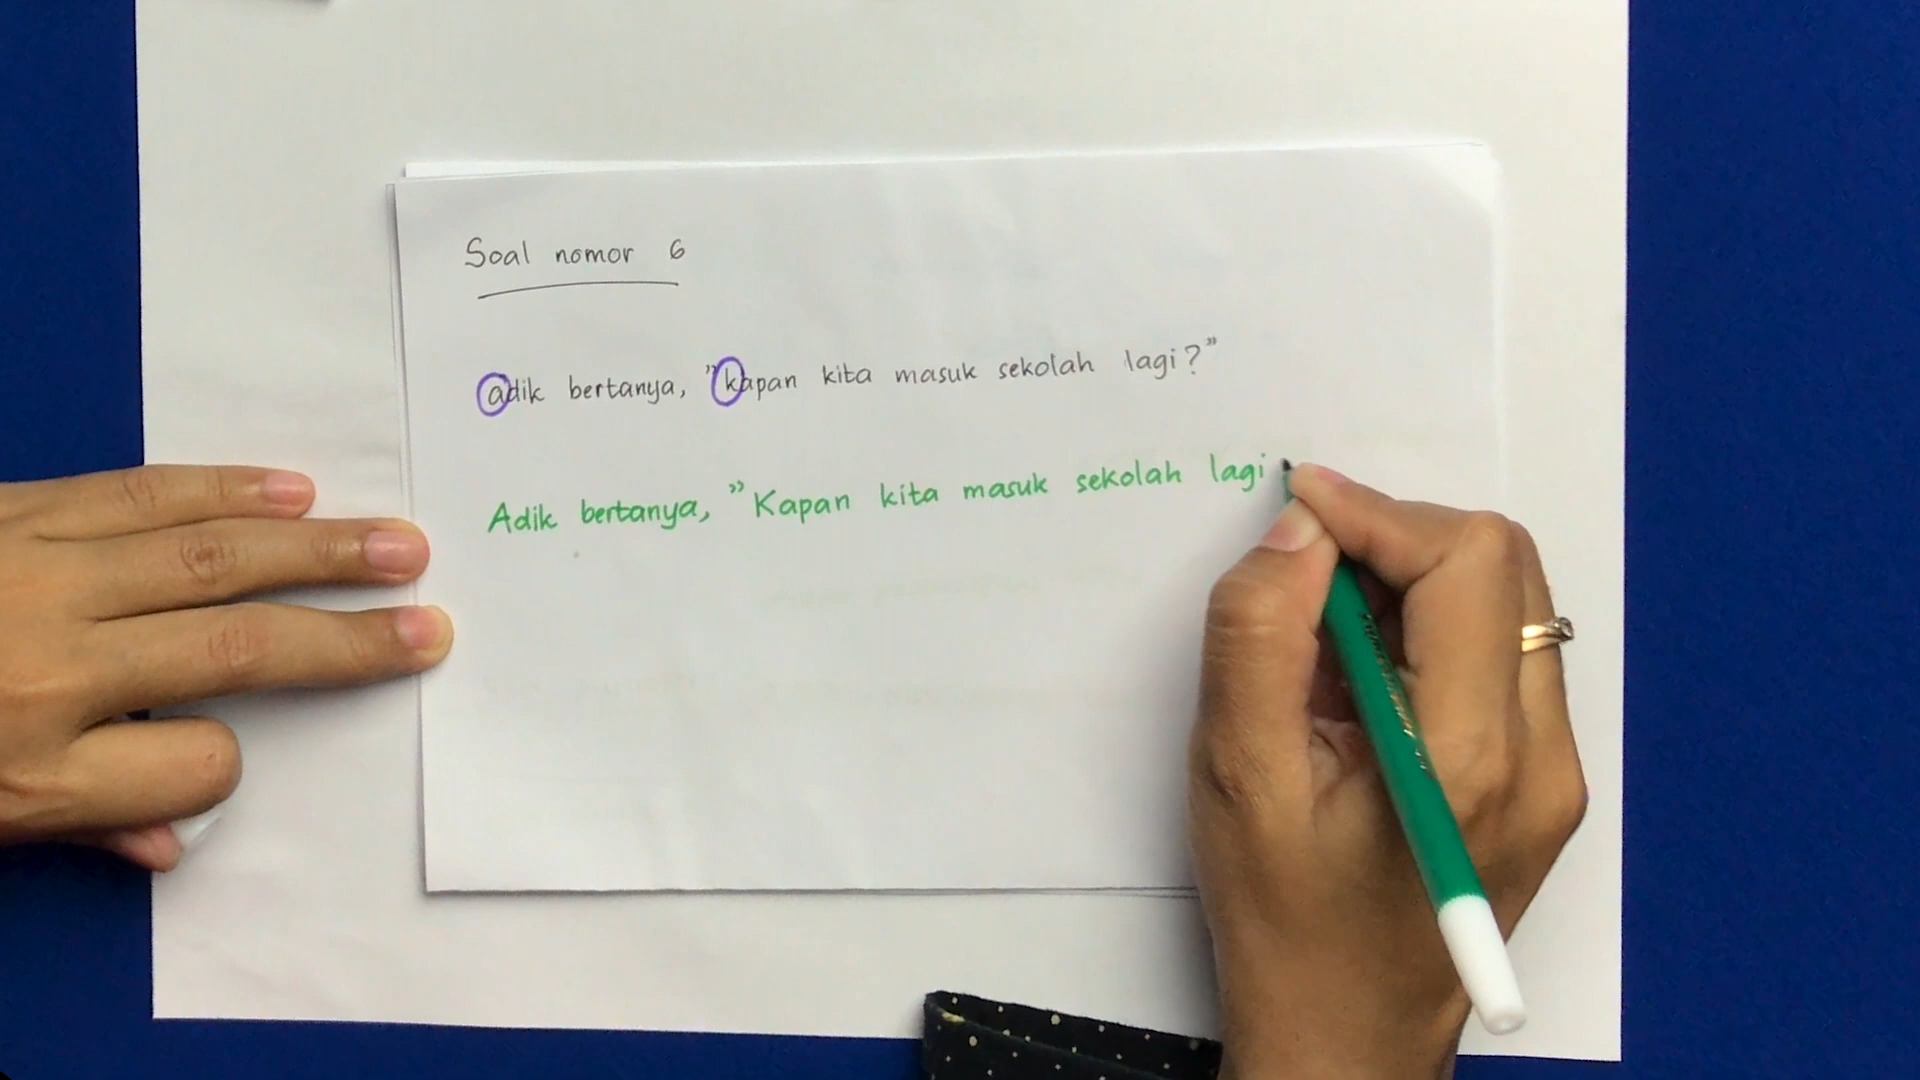 Soal nomor 6
adik bertanya, ”kapan kita masuk sekolah lagi?”
Adik bertanya, ”Kapan kita masuk sekolah lagi